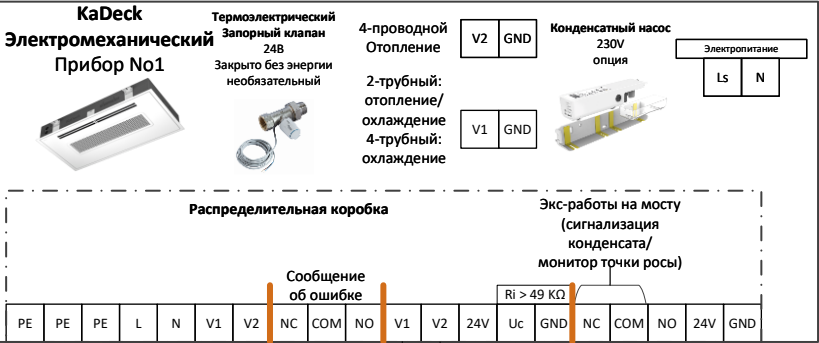 KaDeck
Электромеханический
Прибор No1
Термоэлектрический
Запорный клапан
24В
Закрыто без энергии
необязательный
4-проводной
Отопление
V2 GND
2-трубный:
отопление/
охлаждение
4-трубный:
охлаждение
V1 GND
Конденсатный насос
230V
опция
Электропитание
Ls N
Распределительная коробка
Экс-работы на мосту
(сигнализация
конденсата/
монитор точки росы)
Сообщение
об ошибке
Ri > 49 KΩ
PE PE PE L N V1 V2 NC COM NO V1 V2 24V Uc GND NC COM NO 24V GND